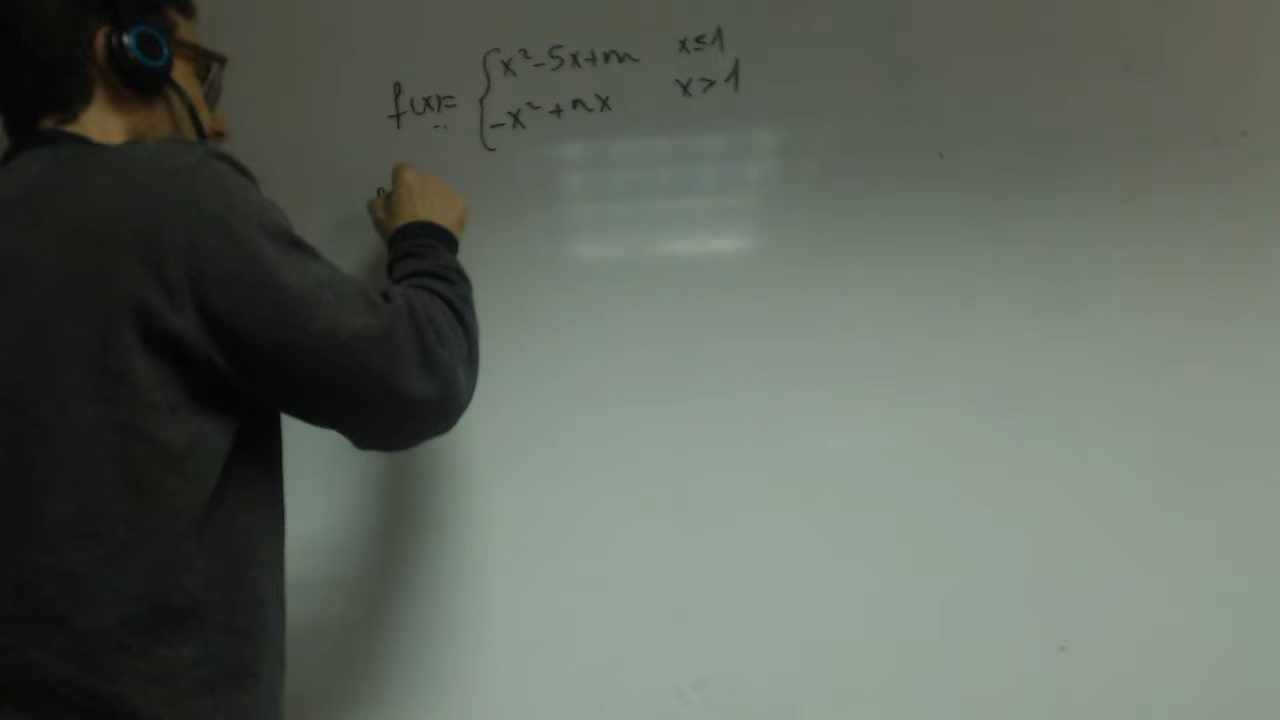 f(x)= { x²-5x+m x≤1
-x²+nx x>1